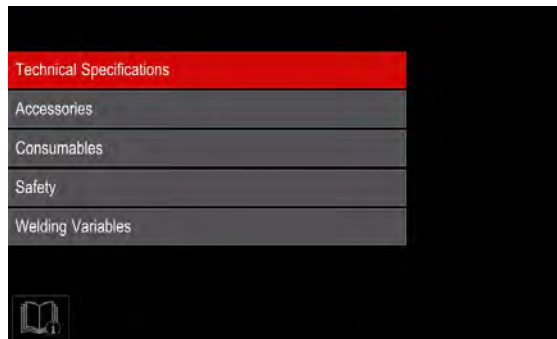 Technical Specifications
Accessories
Consumables
Safety
Welding Variables